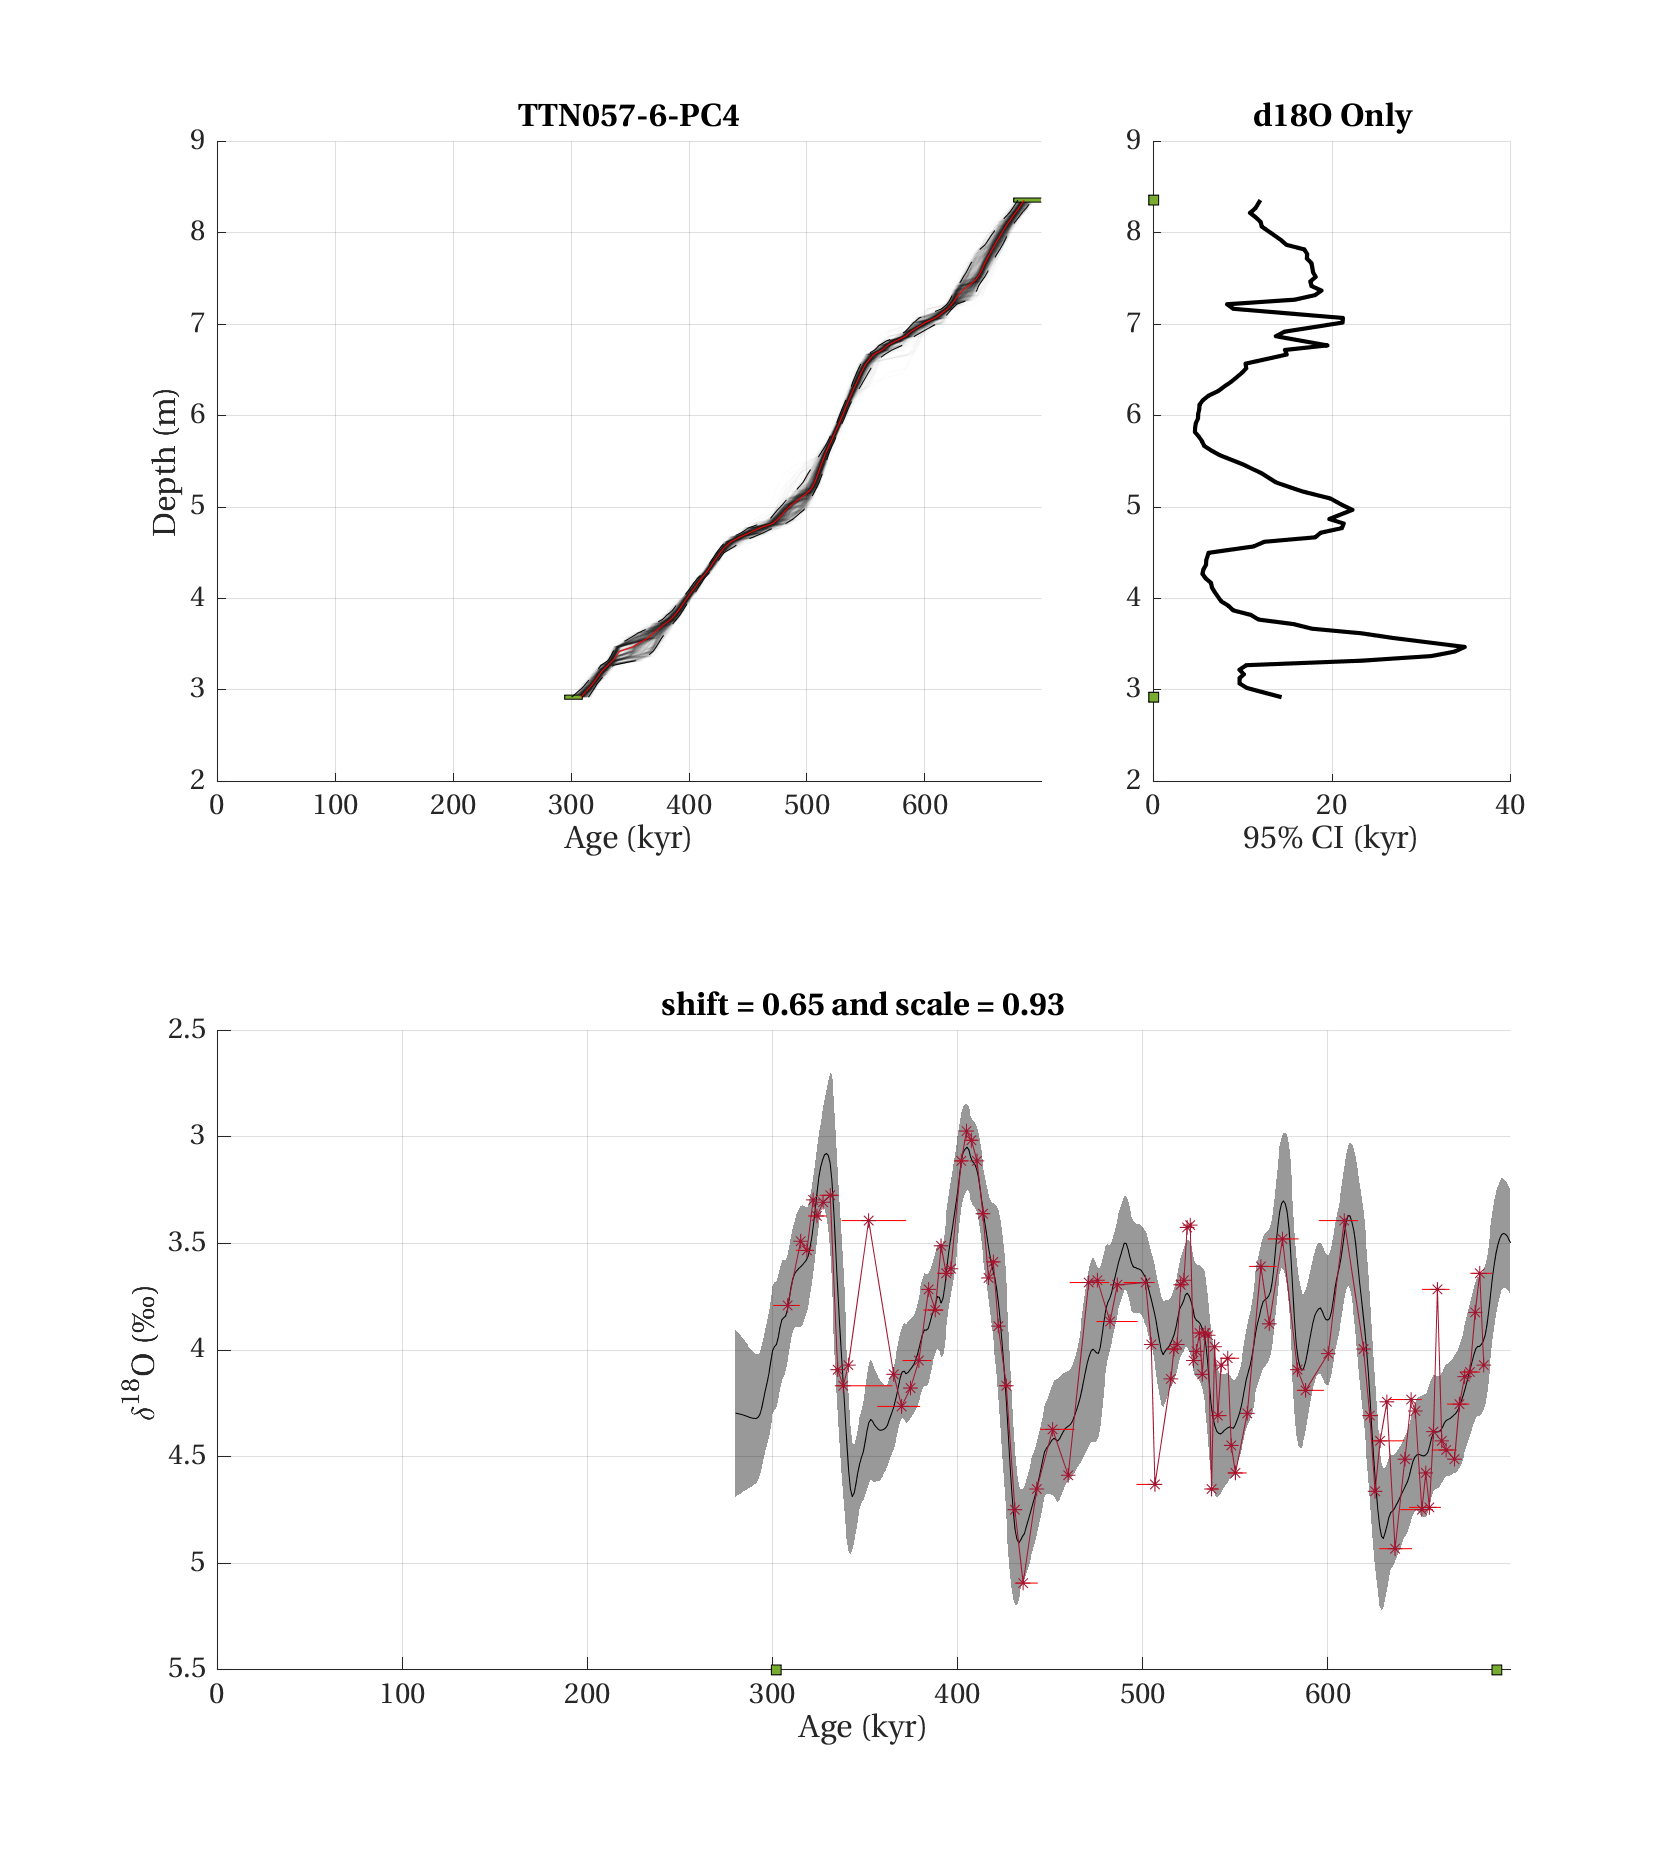 TTN057-6-PC4
9
8
7
6
5
4
3
2
Depth (m)
0 100 200 300 400 500 600
Age (kyr)
d18O Only
9
8
7
6
5
4
3
2
0 20 40
95% CI (kyr)
shift = 0.65 and scale = 0.93
2.5
3
3.5
4
4.5
5
5.5
δ18O (‰)
0 100 200 300 400 500 600
Age (kyr)